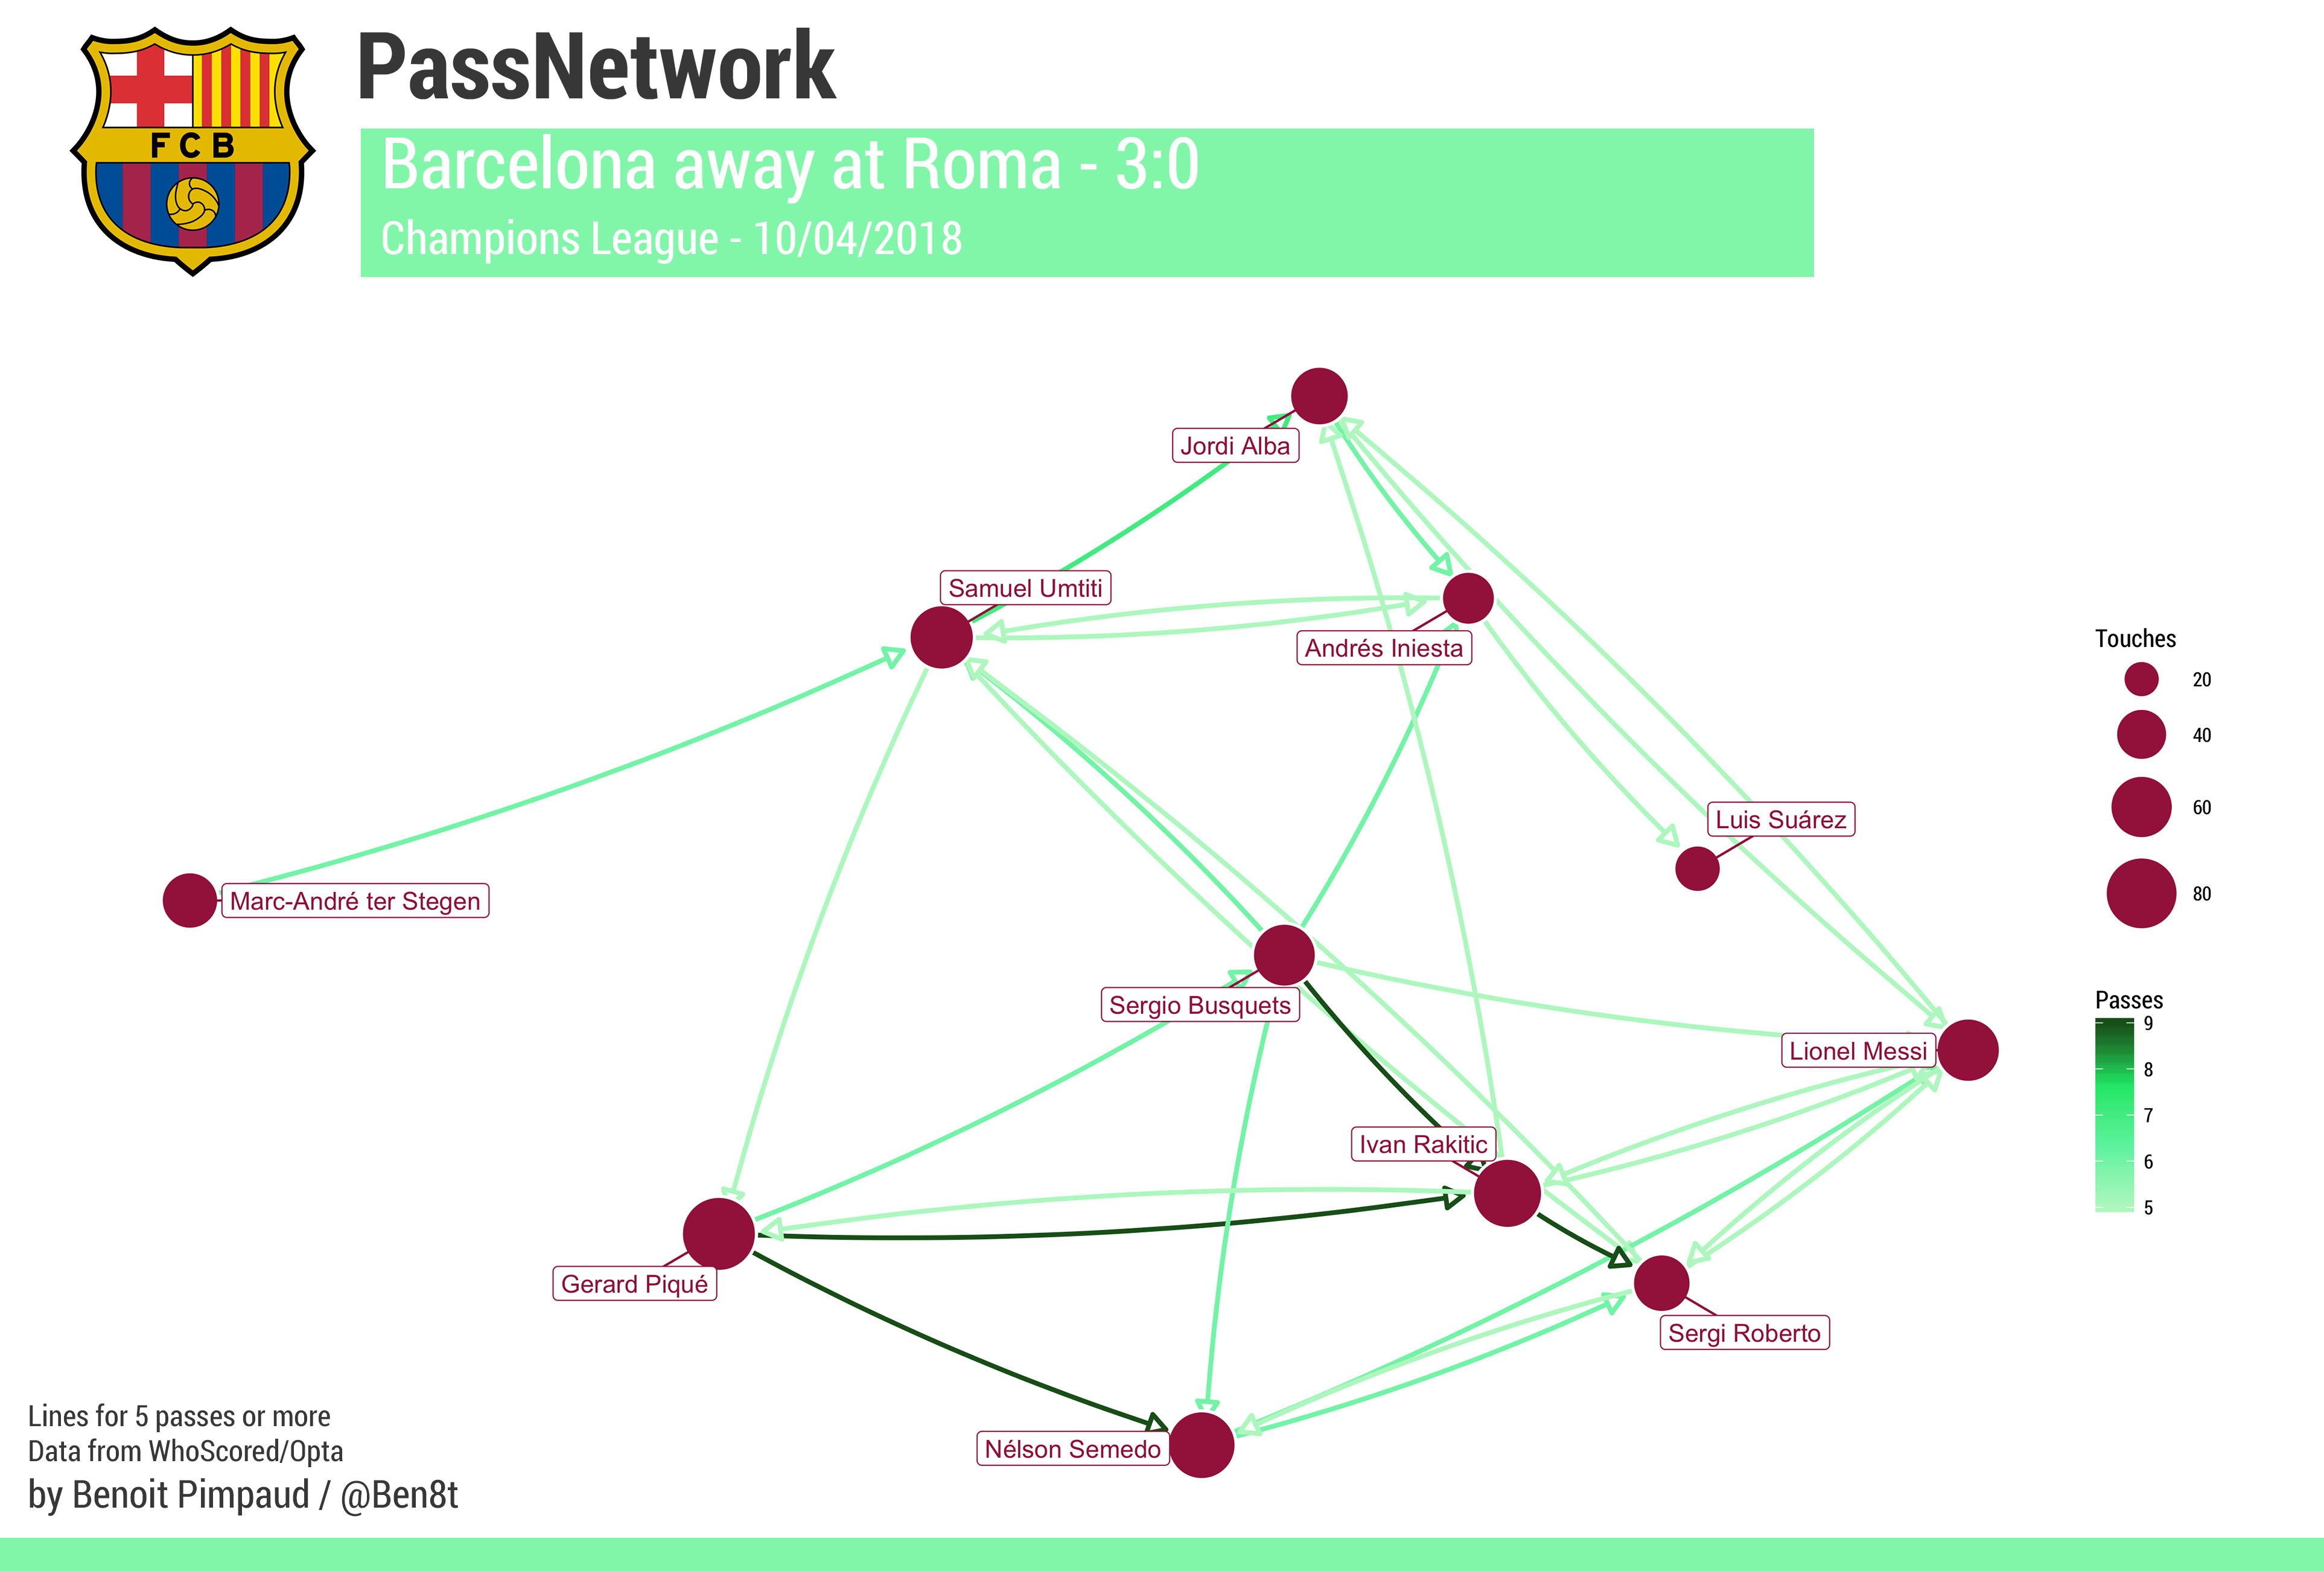 PassNetwork
F C B
Barcelona away at Roma - 3:0
Champions League - 10/04/2018
Jordi Alba
Samuel Umtiti
Andrés Iniesta
Luis Suárez
Marc-André ter Stegen
Sergio Busquets
Lionel Messi
Ivan Rakitic
Gerard Piqué
Sergi Roberto
Nélson Semedo
Touches
20
40
60
80
Passes
9
8
7
6
5
Lines for 5 passes or more
Data from WhoScored/Opta
by Benoit Pimpaud / @Ben8t